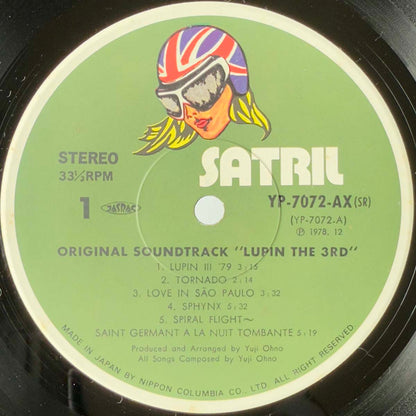 SATRIL
STEREO
33⅓RPM
1
JASRAC
YP-7072-AX(SR)
(YP-7072-A)
Ⓟ 1978. 12
ORIGINAL SOUNDTRACK "LUPIN THE 3RD"
1. LUPIN III '79 3:15
2. TORNADO 2:14
3. LOVE IN SÃO PAULO 3:32
4. SPHYNX 5:32
5. SPIRAL FLIGHT~
SAINT GERMANT A LA NUIT TOMBANTE 5:19
Produced and Arranged by Yuji Ohno
All Songs Composed by Yuji Ohno
MADE IN JAPAN BY NIPPON COLUMBIA CO., LTD. ALL RIGHTS RESERVED